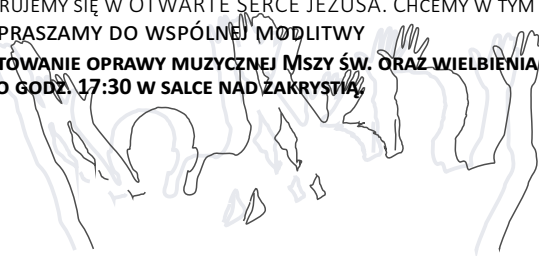 RUJEMY SIĘ W OTWARTE SERCE JEZUSA. CHCEMY W TYM
PRASZAMY DO WSPÓLNEJ MODLITWY
TOWANIE OPRAWY MUZYCZNEJ MSZY ŚW. ORAZ WIELBIENIA
O GODZ. 17:30 W SALCE NAD ZAKRYSTIĄ.